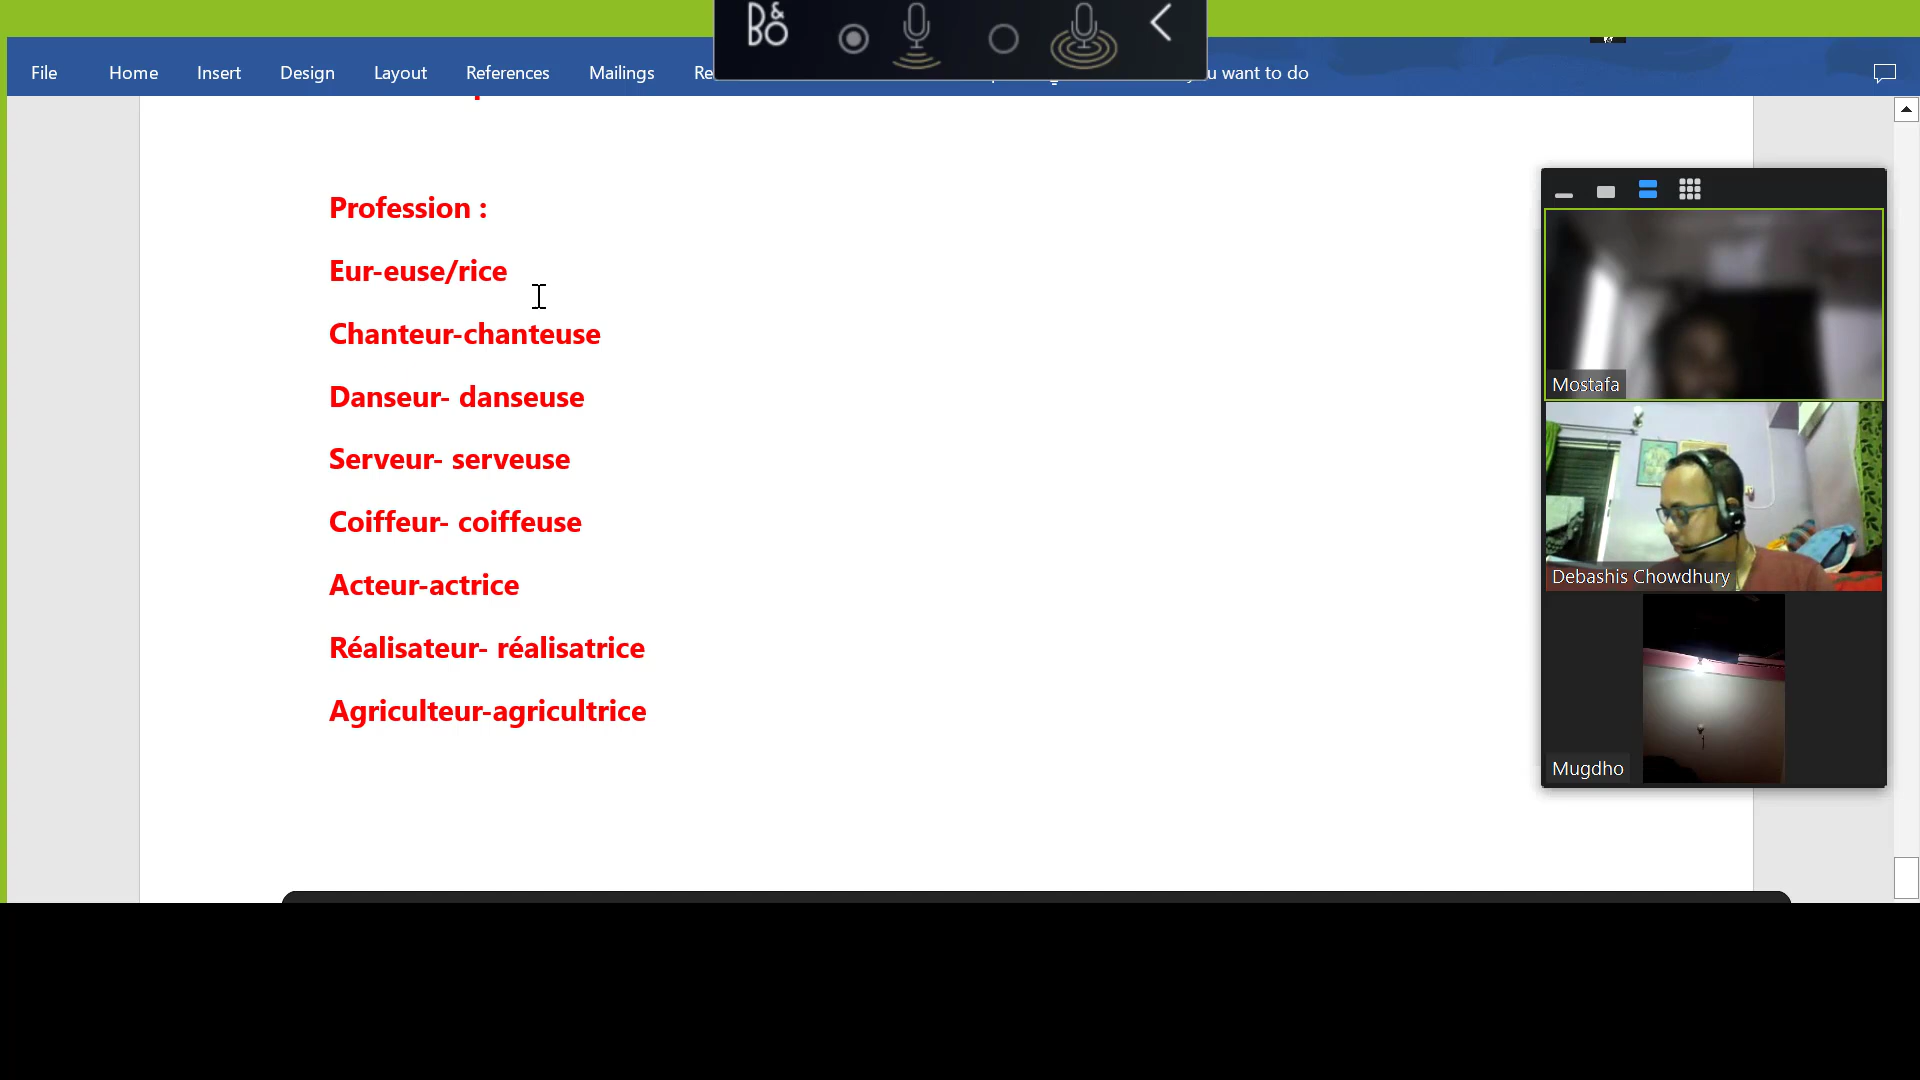 B&O
File Home Insert Design Layout References Mailings Re u want to do
Profession :
Eur-euse/rice
Chanteur-chanteuse
Danseur- danseuse
Serveur- serveuse
Coiffeur- coiffeuse
Acteur-actrice
Réalisateur- réalisatrice
Agriculteur-agricultrice
Mostafa
Debashis Chowdhury
Mugdho